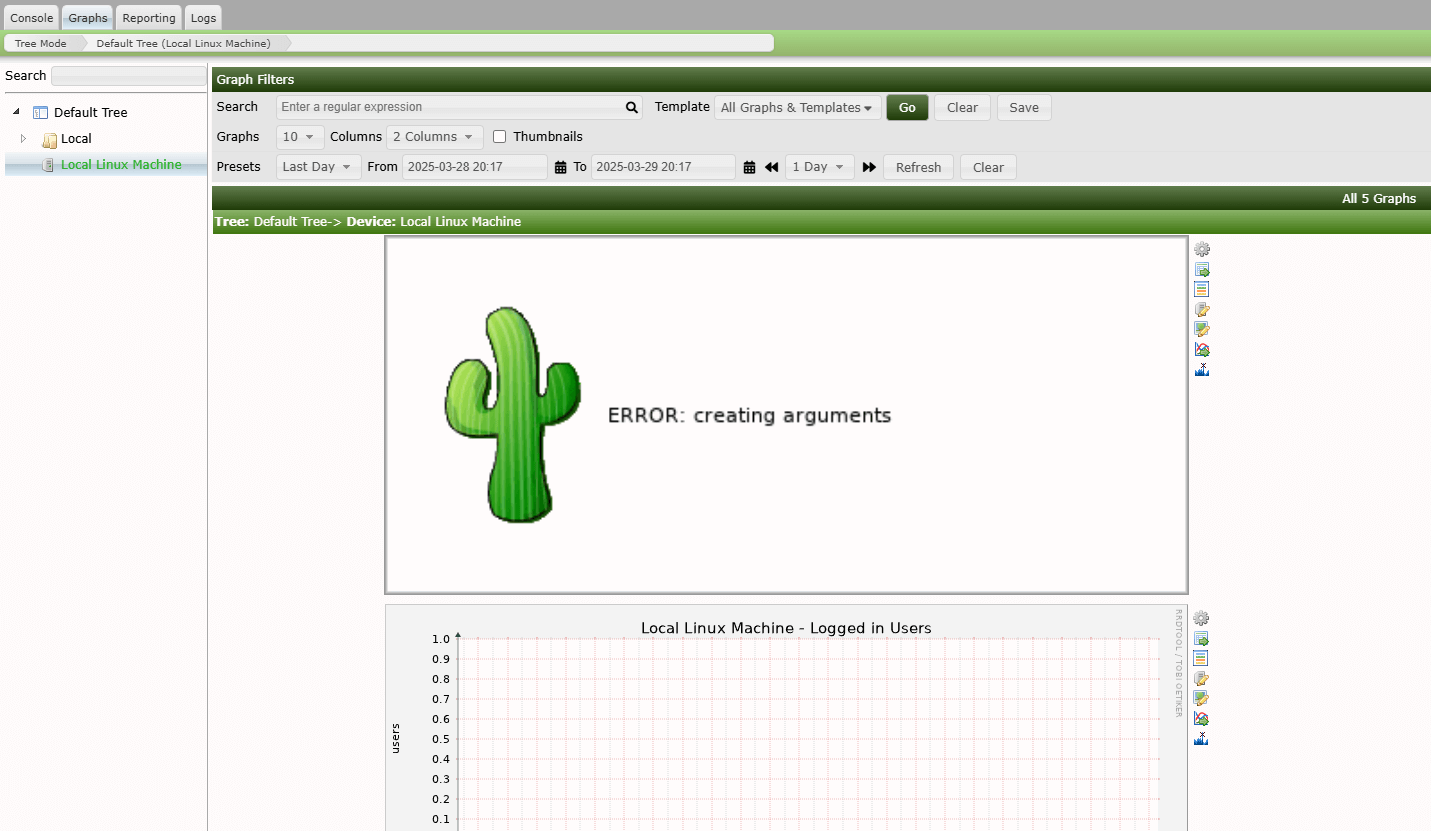 Console Graphs Reporting Logs
Tree Mode Default Tree (Local Linux Machine)
Search
Default Tree
Local
Local Linux Machine
Graph Filters
Search Enter a regular expression Template All Graphs & Templates Go Clear Save
Graphs 10 Columns 2 Columns Thumbnails
Presets Last Day From 2025-03-28 20:17 To 2025-03-29 20:17 1 Day Refresh Clear
All 5 Graphs
Tree: Default Tree-> Device: Local Linux Machine
ERROR: creating arguments
Local Linux Machine - Logged in Users
RRDTOOL / TOBI OETIKER
users
1.0
0.9
0.8
0.7
0.6
0.5
0.4
0.3
0.2
0.1